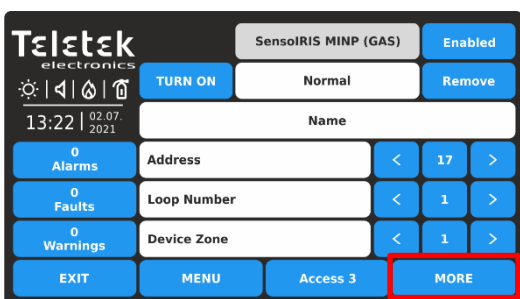 Teletek
electronics
SensoIRIS MINP (GAS)
Enabled
TURN ON
Normal
Remove
13:22 | 02.07.
2021
Name
0
Alarms
Address
<
17
>
0
Faults
Loop Number
<
1
>
0
Warnings
Device Zone
<
1
>
EXIT
MENU
Access 3
MORE